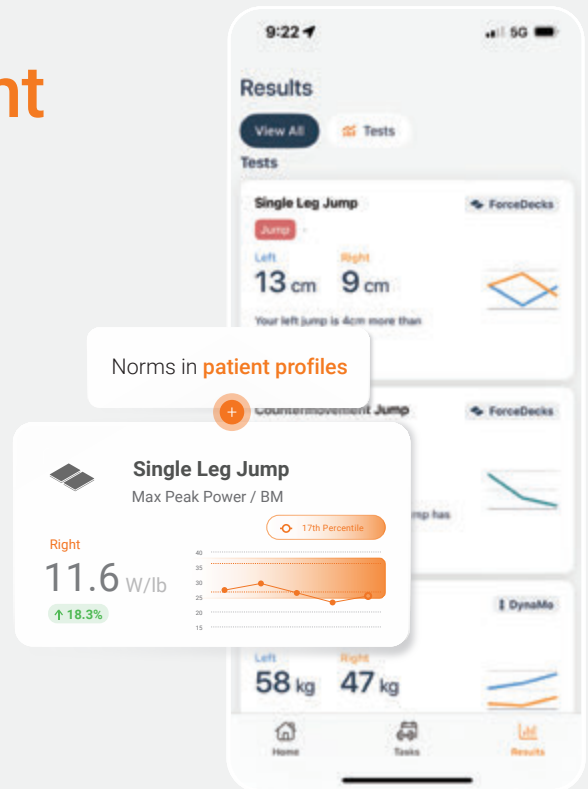 nt
9:22
5G
Results
View All
Tests
Tests
Single Leg Jump
ForceDecks
Jump
Left
Right
13 cm
9 cm
Your left jump is 4cm more than
Norms in patient profiles
+
Countermovement Jump
ForceDecks
has
Single Leg Jump
Max Peak Power / BM
17th Percentile
Right
11.6 W/lb
↑ 18.3%
40
35
30
25
20
15
DynaMo
Left
Right
58 kg
47 kg
Home
Tasks
Results